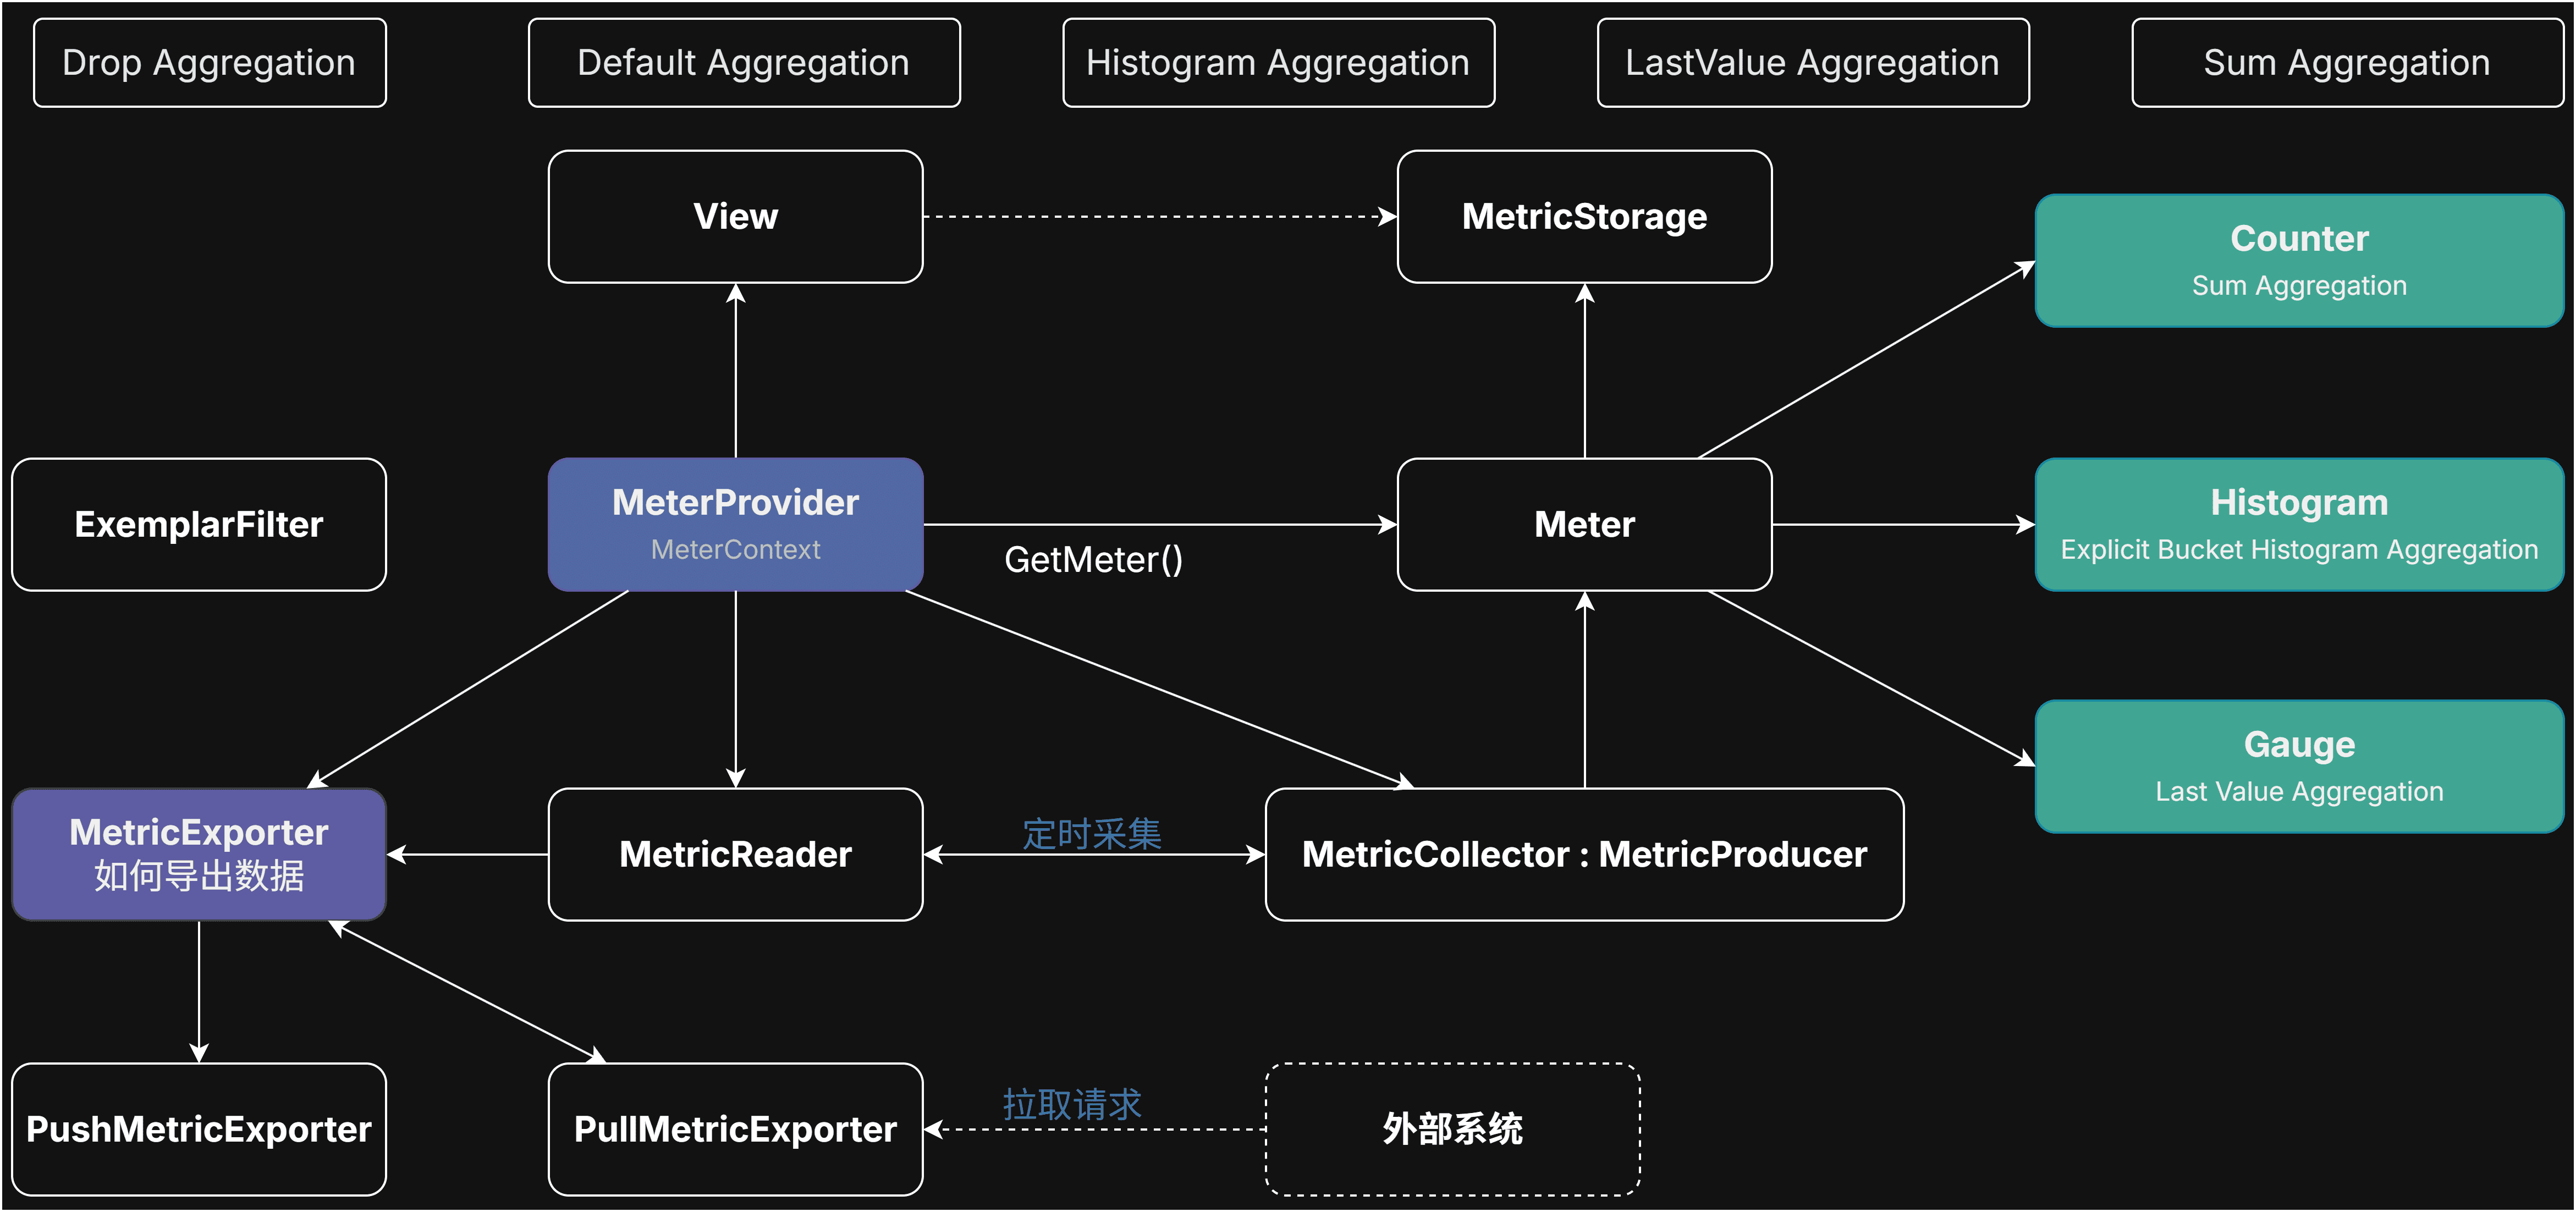 Drop Aggregation
Default Aggregation
Histogram Aggregation
LastValue Aggregation
Sum Aggregation
View
MetricStorage
Counter
Sum Aggregation
ExemplarFilter
MeterProvider
MeterContext
GetMeter()
Meter
Histogram
Explicit Bucket Histogram Aggregation
Gauge
Last Value Aggregation
MetricExporter
如何导出数据
MetricReader
定时采集
MetricCollector : MetricProducer
PushMetricExporter
PullMetricExporter
拉取请求
外部系统